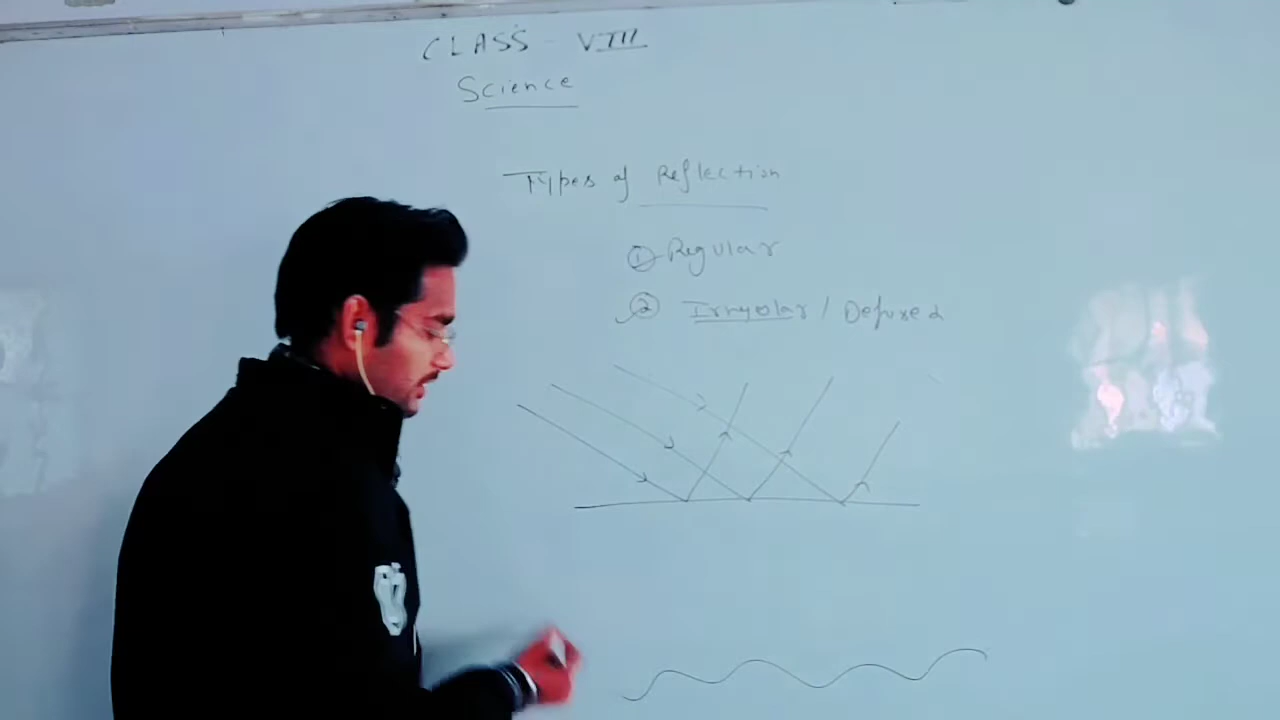 CLASS - VIII
Science
Types of Reflection
① Regular
② Irregular / Defused